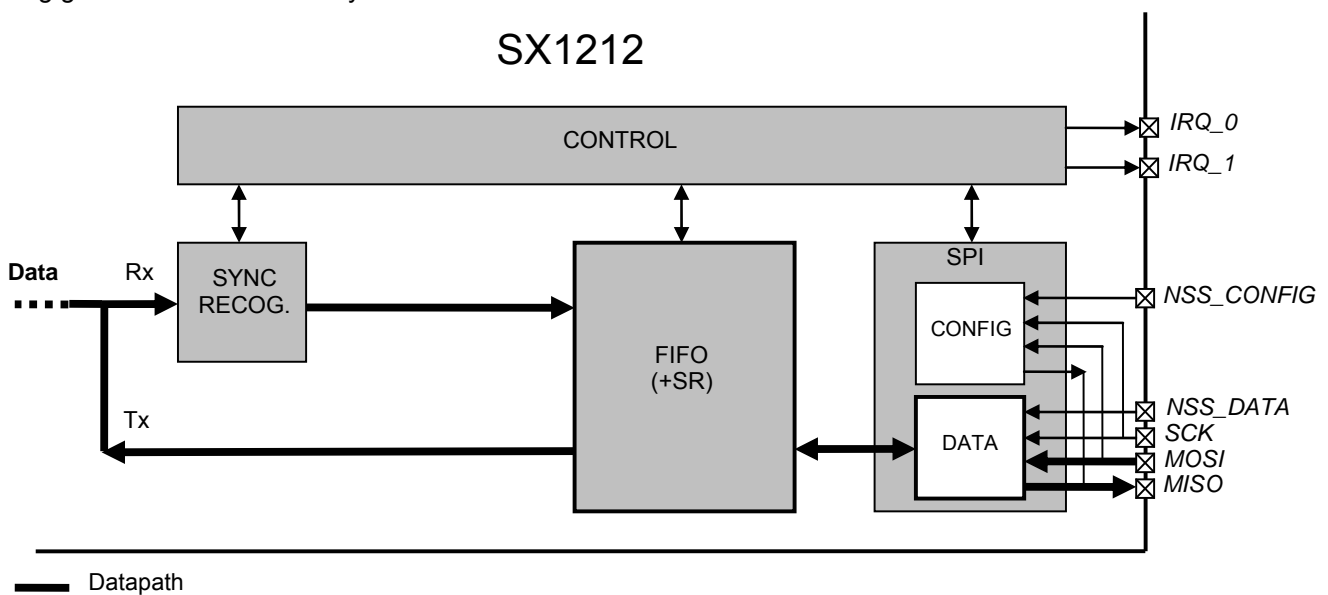 SX1212
CONTROL
IRQ_0
IRQ_1
Data
Rx
SYNC
RECOG.
SPI
NSS_CONFIG
CONFIG
FIFO
(+SR)
Tx
NSS_DATA
SCK
DATA
MOSI
MISO
Datapath